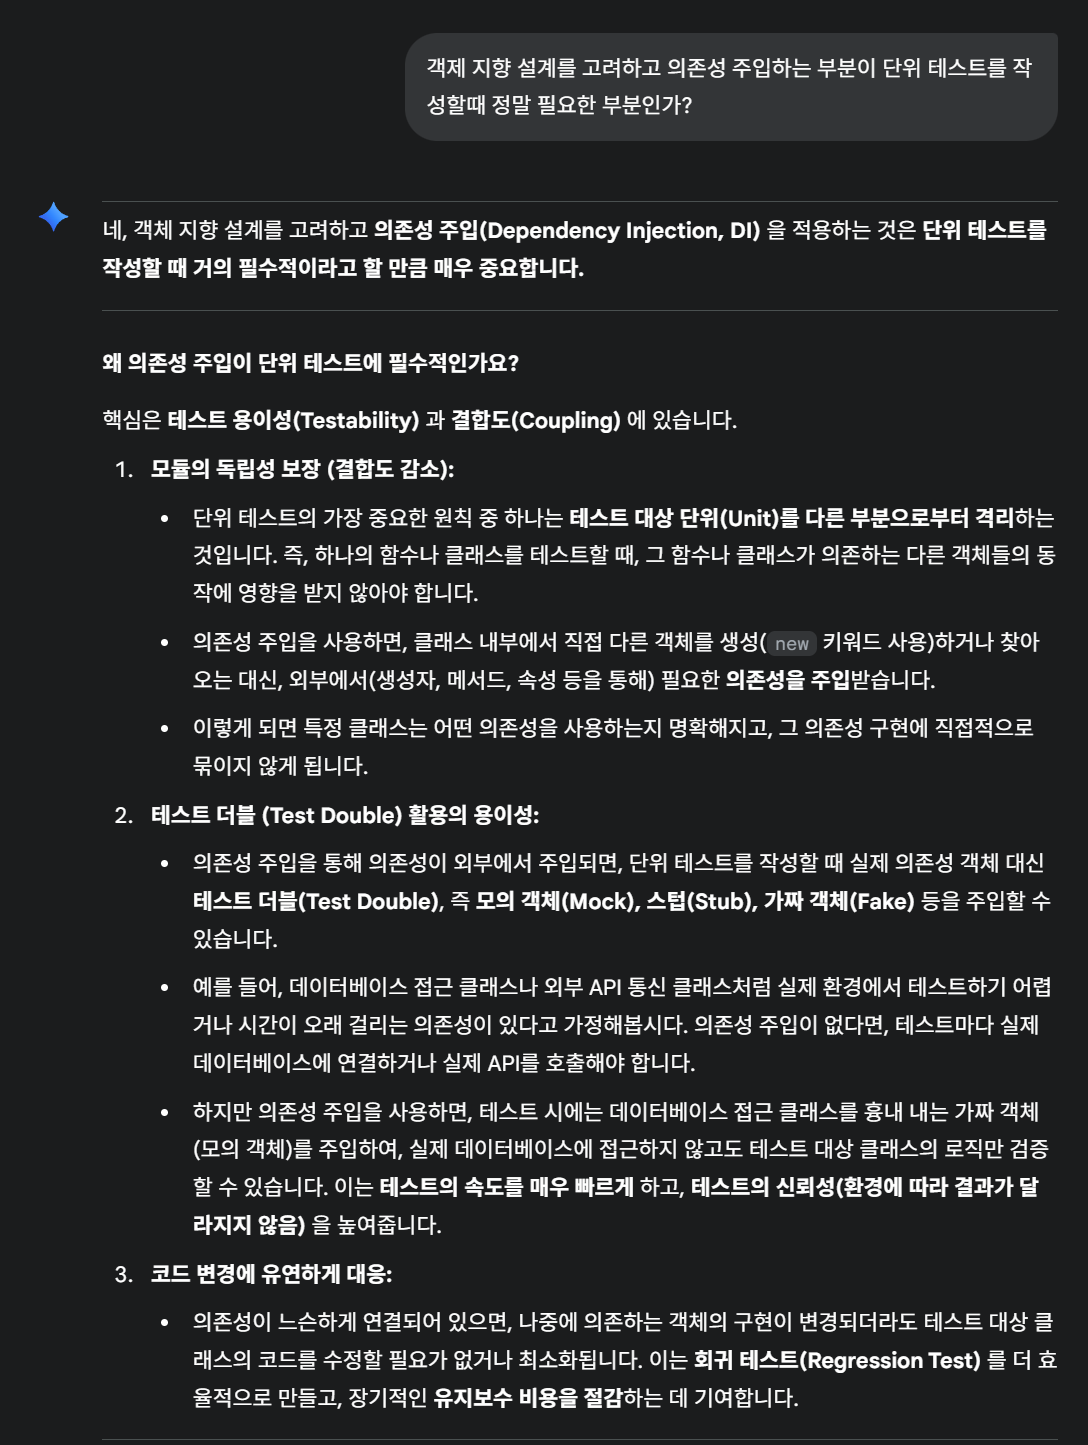 객제 지향 설계를 고려하고 의존성 주입하는 부분이 단위 테스트를 작
성할때 정말 필요한 부분인가?
네, 객체 지향 설계를 고려하고 의존성 주입(Dependency Injection, DI) 을 적용하는 것은 단위 테스트를
작성할 때 거의 필수적이라고 할 만큼 매우 중요합니다.
왜 의존성 주입이 단위 테스트에 필수적인가요?
핵심은 테스트 용이성(Testability) 과 결합도(Coupling) 에 있습니다.
1. 모듈의 독립성 보장 (결합도 감소):
• 단위 테스트의 가장 중요한 원칙 중 하나는 테스트 대상 단위(Unit)를 다른 부분으로부터 격리하는
것입니다. 즉, 하나의 함수나 클래스를 테스트할 때, 그 함수나 클래스가 의존하는 다른 객체들의 동
작에 영향을 받지 않아야 합니다.
• 의존성 주입을 사용하면, 클래스 내부에서 직접 다른 객체를 생성( new 키워드 사용)하거나 찾아
오는 대신, 외부에서(생성자, 메서드, 속성 등을 통해) 필요한 의존성을 주입받습니다.
• 이렇게 되면 특정 클래스는 어떤 의존성을 사용하는지 명확해지고, 그 의존성 구현에 직접적으로
묶이지 않게 됩니다.
2. 테스트 더블 (Test Double) 활용의 용이성:
• 의존성 주입을 통해 의존성이 외부에서 주입되면, 단위 테스트를 작성할 때 실제 의존성 객체 대신
테스트 더블(Test Double), 즉 모의 객체(Mock), 스텁(Stub), 가짜 객체(Fake) 등을 주입할 수
있습니다.
• 예를 들어, 데이터베이스 접근 클래스나 외부 API 통신 클래스처럼 실제 환경에서 테스트하기 어렵
거나 시간이 오래 걸리는 의존성이 있다고 가정해봅시다. 의존성 주입이 없다면, 테스트마다 실제
데이터베이스에 연결하거나 실제 API를 호출해야 합니다.
• 하지만 의존성 주입을 사용하면, 테스트 시에는 데이터베이스 접근 클래스를 흉내 내는 가짜 객체
(모의 객체)를 주입하여, 실제 데이터베이스에 접근하지 않고도 테스트 대상 클래스의 로직만 검증
할 수 있습니다. 이는 테스트의 속도를 매우 빠르게 하고, 테스트의 신뢰성(환경에 따라 결과가 달
라지지 않음) 을 높여줍니다.
3. 코드 변경에 유연하게 대응:
• 의존성이 느슨하게 연결되어 있으면, 나중에 의존하는 객체의 구현이 변경되더라도 테스트 대상 클
래스의 코드를 수정할 필요가 없거나 최소화됩니다. 이는 회귀 테스트(Regression Test) 를 더 효
율적으로 만들고, 장기적인 유지보수 비용을 절감하는 데 기여합니다.